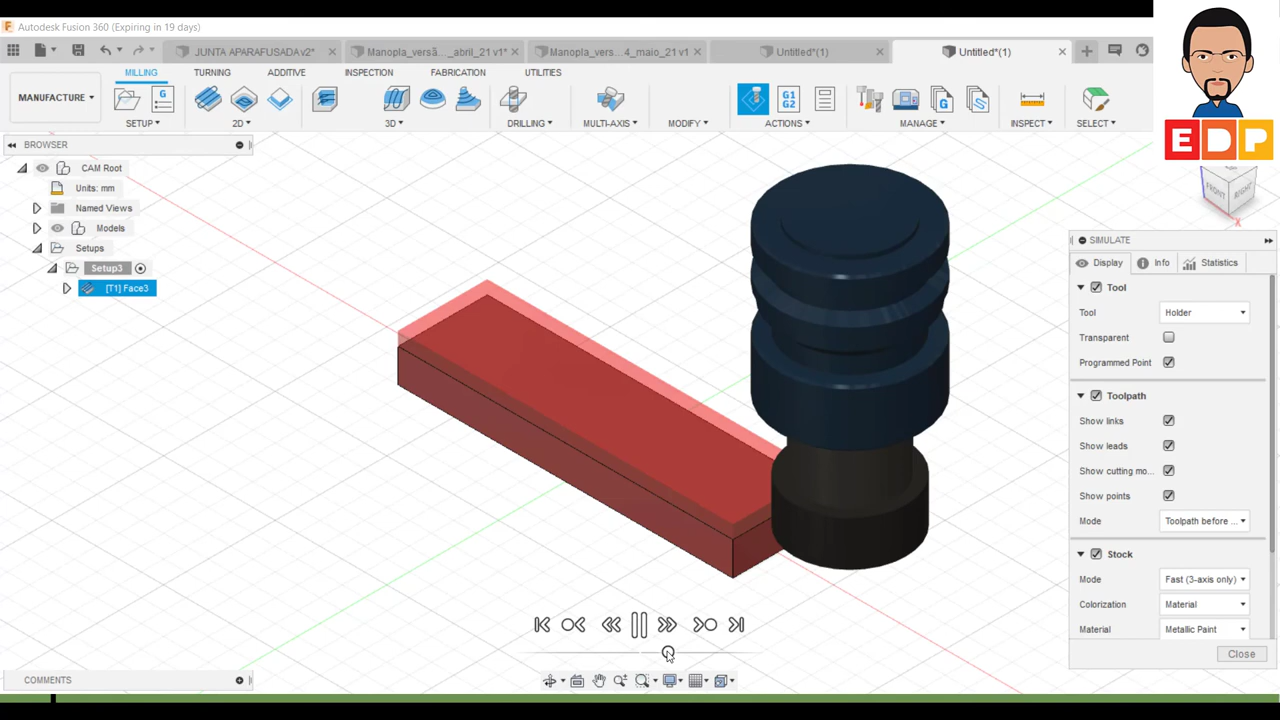 Autodesk Fusion 360 (Expiring in 19 days)
JUNTA APARAFUSADA v2*
Manopla_versã..._abril_21 v1*
Manopla_vers...4_maio_21 v1
Untitled*(1)
Untitled*(1)
MILLING TURNING ADDITIVE INSPECTION FABRICATION UTILITIES
MANUFACTURE
G1
G2
SETUP 2D 3D DRILLING MULTI-AXIS MODIFY ACTIONS MANAGE INSPECT SELECT
EDP
BROWSER
CAM Root
Units: mm
Named Views
Models
Setups
Setup3
[T1] Face3
FRONT RIGHT
X
SIMULATE
Display Info Statistics
Tool
Tool Holder
Transparent
Programmed Point
Toolpath
Show links
Show leads
Show cutting mo...
Show points
Mode Toolpath before ...
Stock
Mode Fast (3-axis only)
Colorization Material
Material Metallic Paint
Close
COMMENTS